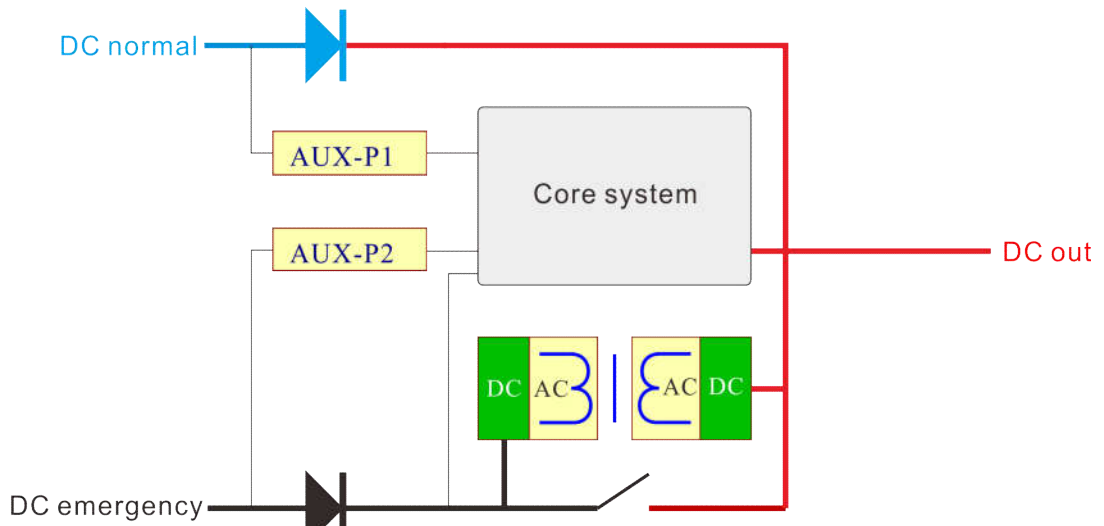 DC normal
AUX-P1
Core system
AUX-P2
DC out
DC AC AC DC
DC emergency